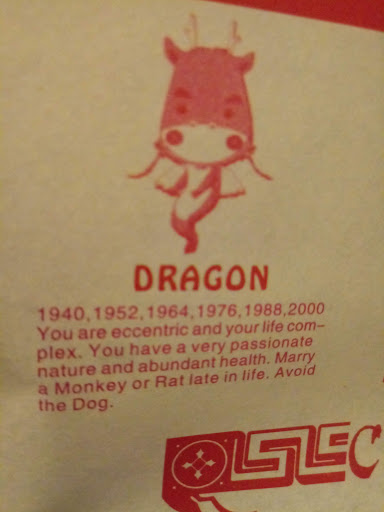 DRAGON
1940,1952,1964,1976,1988,2000
You are eccentric and your life com-
plex. You have a very passionate
nature and abundant health. Marry
a Monkey or Rat late in life. Avoid
the Dog.